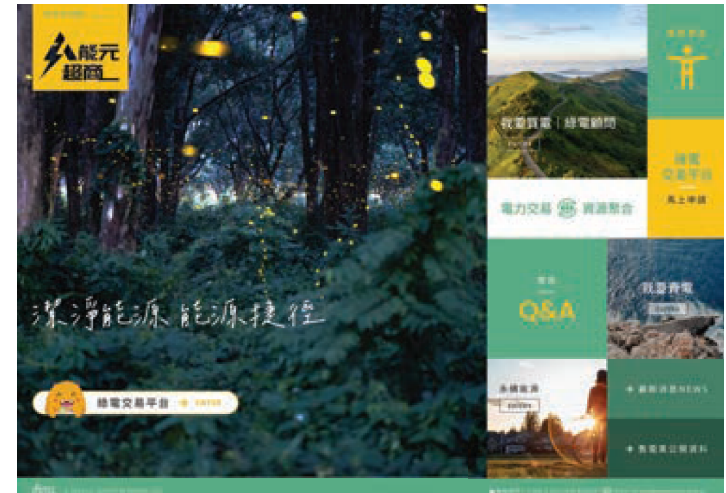 能元
超商
我要買電｜綠電顧問
綠電
交易平台
馬上申請
電力交易 資源聚合
Q&A
我要賣電
潔淨能源 能源捷徑
永續能源
綠電交易平台 → ENTER
→ 最新消息NEWS
→ 售電業公開資料